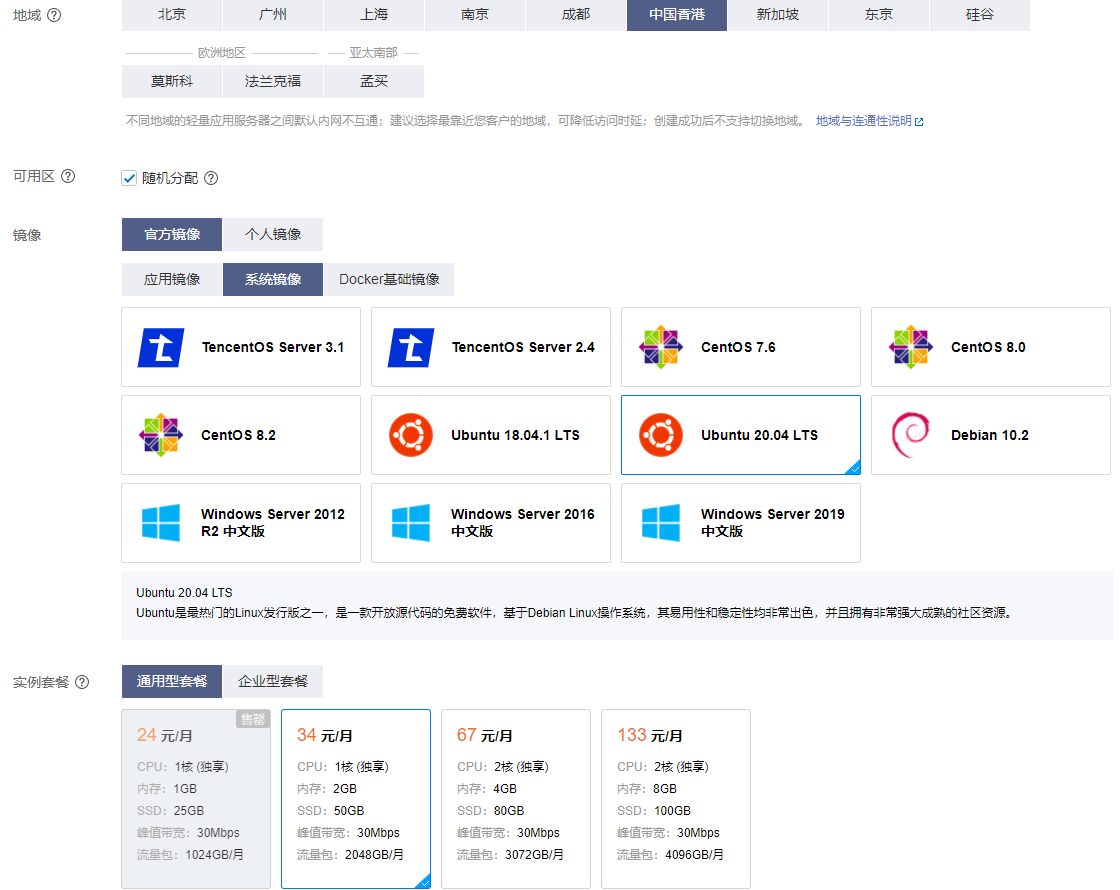 地域 北京 广州 上海 南京 成都 中国香港 新加坡 东京 硅谷
欧洲地区 亚太南部
莫斯科 法兰克福 孟买
不同地域的轻量应用服务器之间默认内网不互通；建议选择最靠近您客户的地域，可降低访问时延；创建成功后不支持切换地域。 地域与连通性说明
可用区 随机分配
镜像 官方镜像 个人镜像
应用镜像 系统镜像 Docker基础镜像
TencentOS Server 3.1 TencentOS Server 2.4 CentOS 7.6 CentOS 8.0
CentOS 8.2 Ubuntu 18.04.1 LTS Ubuntu 20.04 LTS Debian 10.2
Windows Server 2012 R2 中文版
Windows Server 2016 中文版
Windows Server 2019 中文版
Ubuntu 20.04 LTS
Ubuntu是最热门的Linux发行版之一，是一款开放源代码的免费软件，基于Debian Linux操作系统，其易用性和稳定性均非常出色，并且拥有非常强大成熟的社区资源。
实例套餐 通用型套餐 企业型套餐
售罄
24 元/月
CPU： 1核 (独享)
内存： 1GB
SSD： 25GB
峰值带宽： 30Mbps
流量包： 1024GB/月
34 元/月
CPU： 1核 (独享)
内存： 2GB
SSD： 50GB
峰值带宽： 30Mbps
流量包： 2048GB/月
67 元/月
CPU： 2核 (独享)
内存： 4GB
SSD： 80GB
峰值带宽： 30Mbps
流量包： 3072GB/月
133 元/月
CPU： 2核 (独享)
内存： 8GB
SSD： 100GB
峰值带宽： 30Mbps
流量包： 4096GB/月